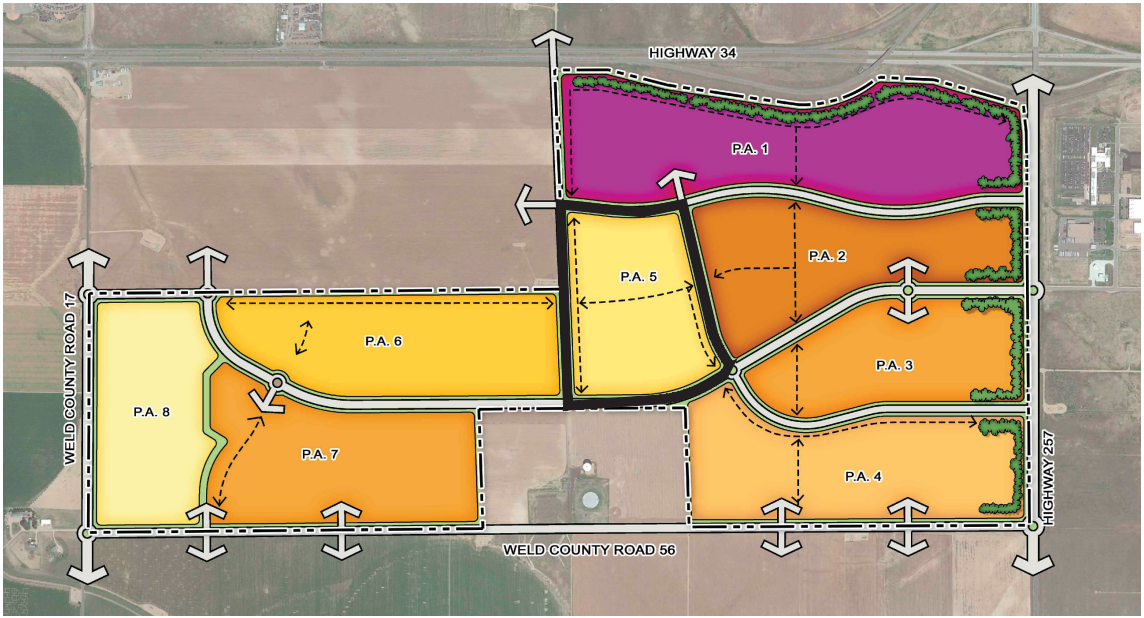 HIGHWAY 34
P.A. 1
P.A. 2
P.A. 5
P.A. 6
P.A. 3
P.A. 8
P.A. 7
P.A. 4
WELD COUNTY ROAD 17
HIGHWAY 257
WELD COUNTY ROAD 56